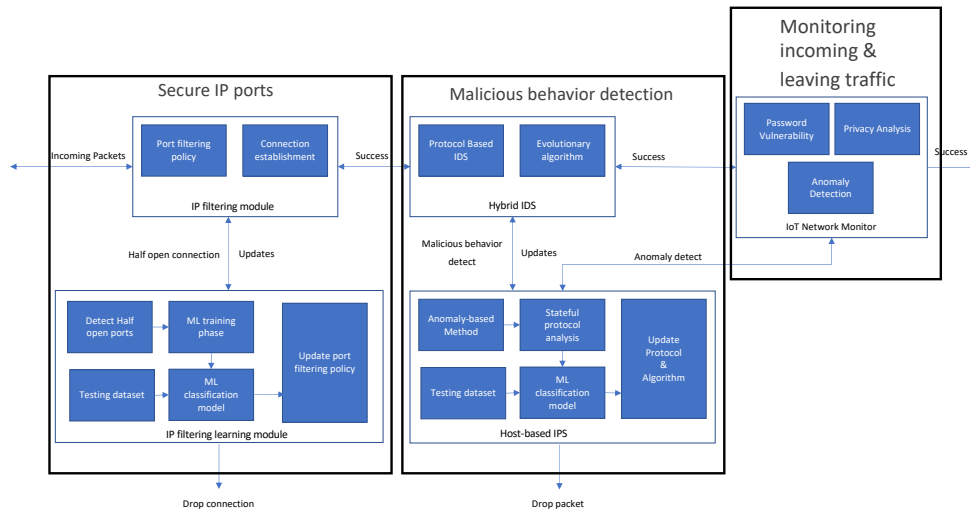 Monitoring
incoming &
leaving traffic
Secure IP ports
Malicious behavior detection
Port filtering
policy
Connection
establishment
IP filtering module
Protocol Based
IDS
Evolutionary
algorithm
Hybrid IDS
Password
Vulnerability
Privacy Analysis
Anomaly
Detection
IoT Network Monitor
Incoming Packets
Success
Success
Success
Half open connection
Updates
Malicious behavior
detect
Updates
Anomaly detect
Detect Half
open ports
ML training
phase
Update port
filtering policy
Testing dataset
ML
classification
model
IP filtering learning module
Anomaly-based
Method
Stateful
protocol
analysis
Update
Protocol
&
Algorithm
Testing dataset
ML
classification
model
Host-based IPS
Drop connection
Drop packet